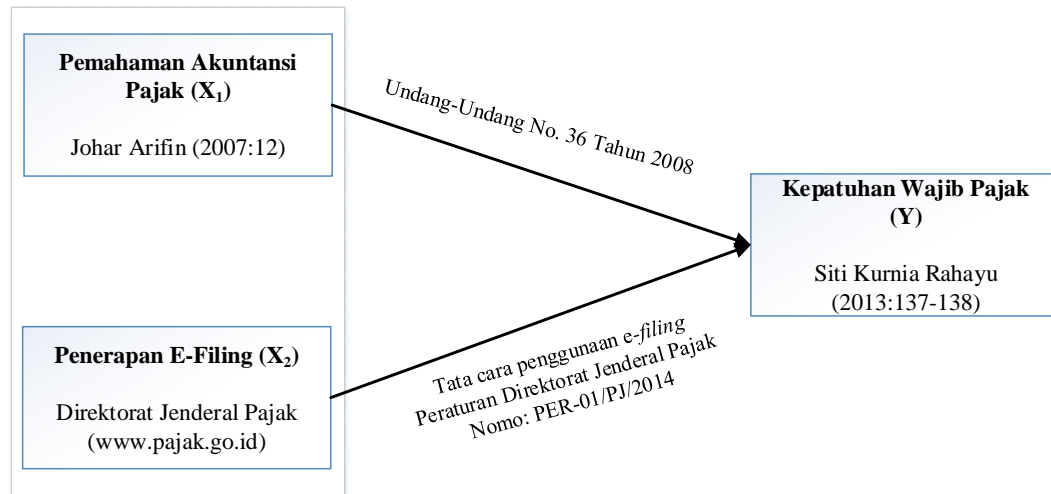 Pemahaman Akuntansi
Pajak (X₁)
Johar Arifin (2007:12)
Undang-Undang No. 36 Tahun 2008
Kepatuhan Wajib Pajak
(Y)
Siti Kurnia Rahayu
(2013:137-138)
Penerapan E-Filing (X₂)
Direktorat Jenderal Pajak
(www.pajak.go.id)
Tata cara penggunaan e-filing
Peraturan Direktorat Jenderal Pajak
Nomo: PER-01/PJ/2014